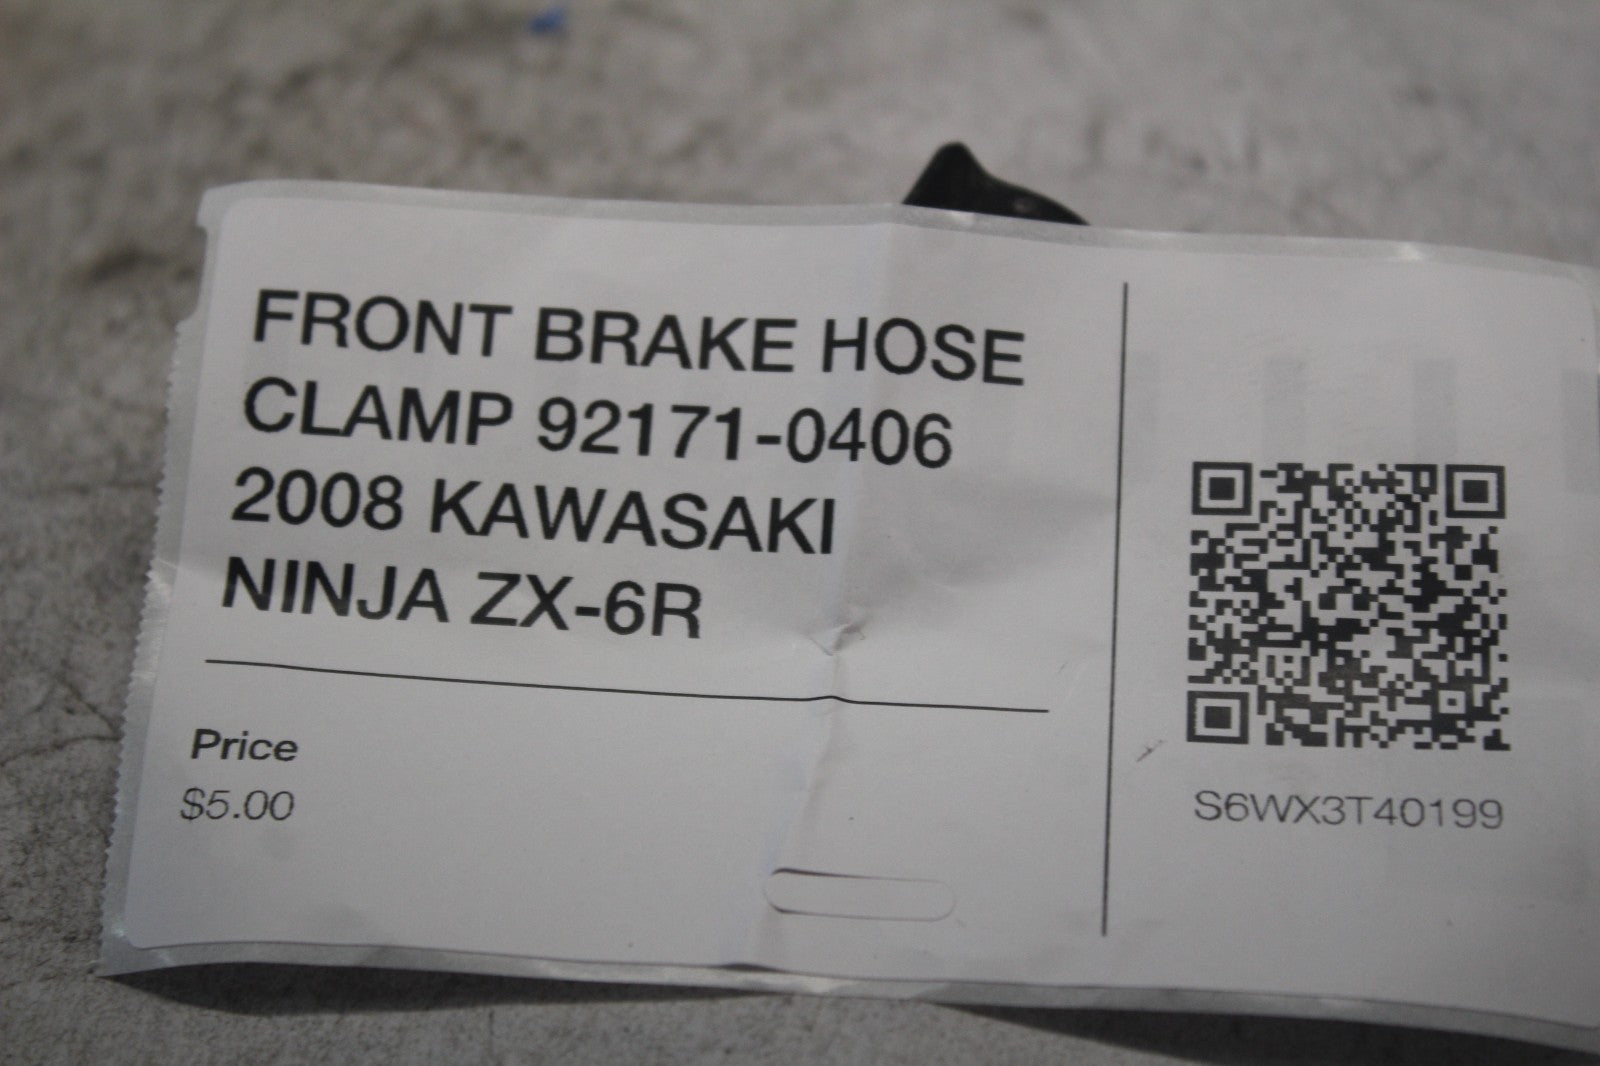 FRONT BRAKE HOSE
CLAMP 92171-0406
2008 KAWASAKI
NINJA ZX-6R
Price
$5.00
S6WX3T40199